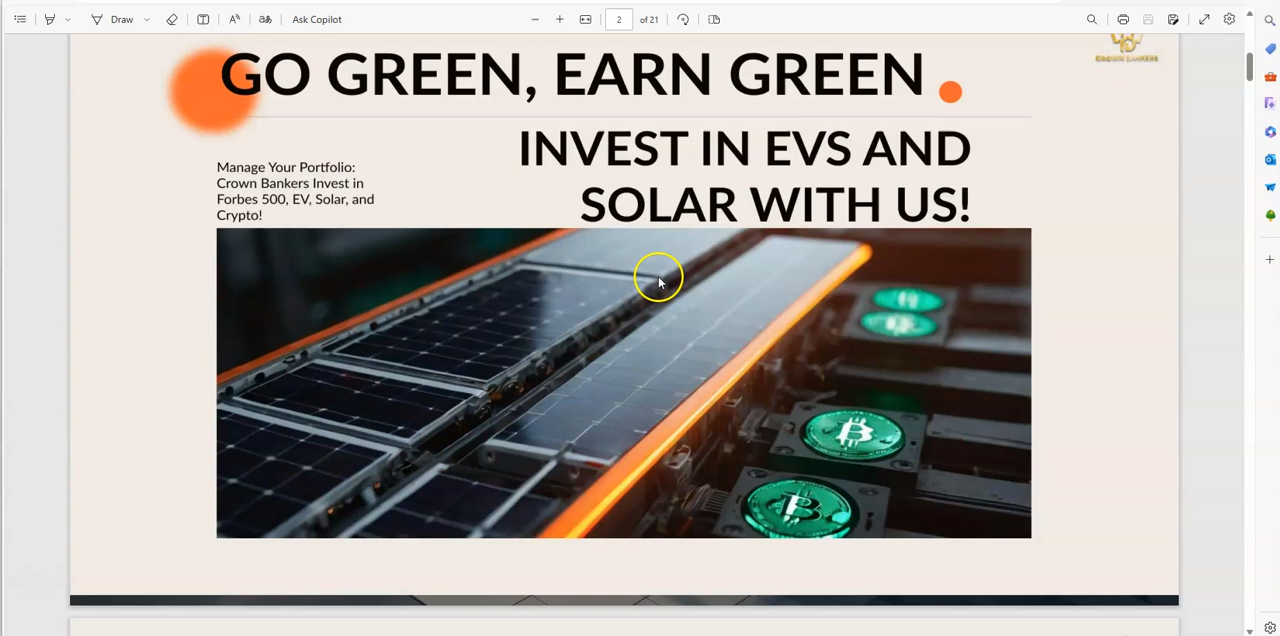 Draw
Ask Copilot
2
of 21
CROWN BANKERS
GO GREEN, EARN GREEN
INVEST IN EVS AND
SOLAR WITH US!
Manage Your Portfolio:
Crown Bankers Invest in
Forbes 500, EV, Solar, and
Crypto!